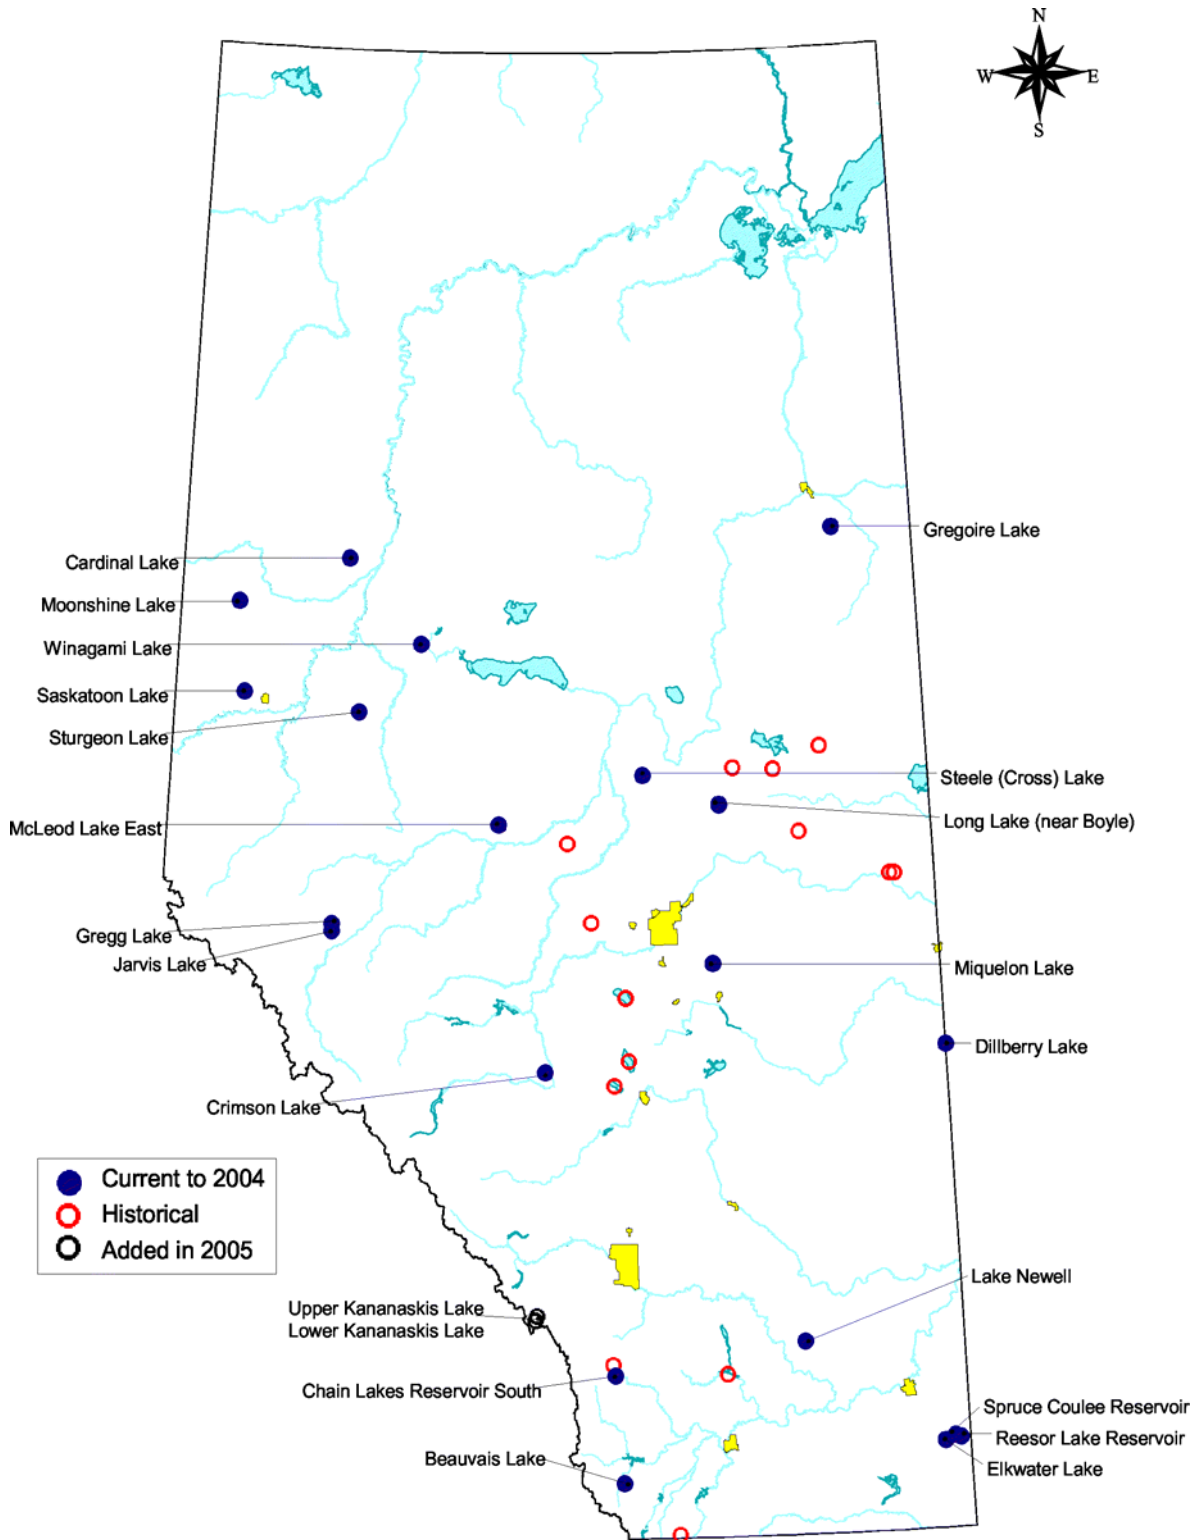 N
W
E
S
Gregoire Lake
Cardinal Lake
Moonshine Lake
Winagami Lake
Saskatoon Lake
Sturgeon Lake
Steele (Cross) Lake
McLeod Lake East
Long Lake (near Boyle)
Gregg Lake
Jarvis Lake
Miquelon Lake
Dillberry Lake
Crimson Lake
Current to 2004
Historical
Added in 2005
Lake Newell
Upper Kananaskis Lake
Lower Kananaskis Lake
Chain Lakes Reservoir South
Spruce Coulee Reservoir
Reesor Lake Reservoir
Beauvais Lake
Elkwater Lake